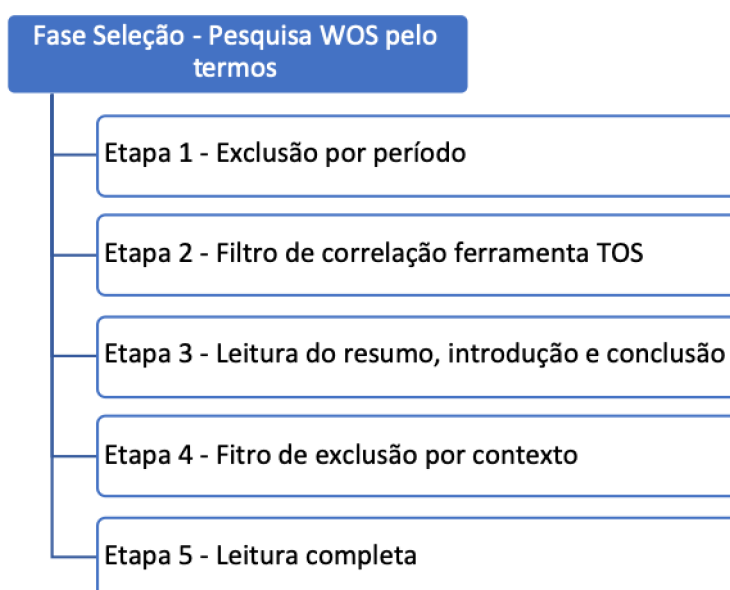 Fase Seleção - Pesquisa WOS pelo
termos
Etapa 1 - Exclusão por período
Etapa 2 - Filtro de correlação ferramenta TOS
Etapa 3 - Leitura do resumo, introdução e conclusão
Etapa 4 - Fitro de exclusão por contexto
Etapa 5 - Leitura completa